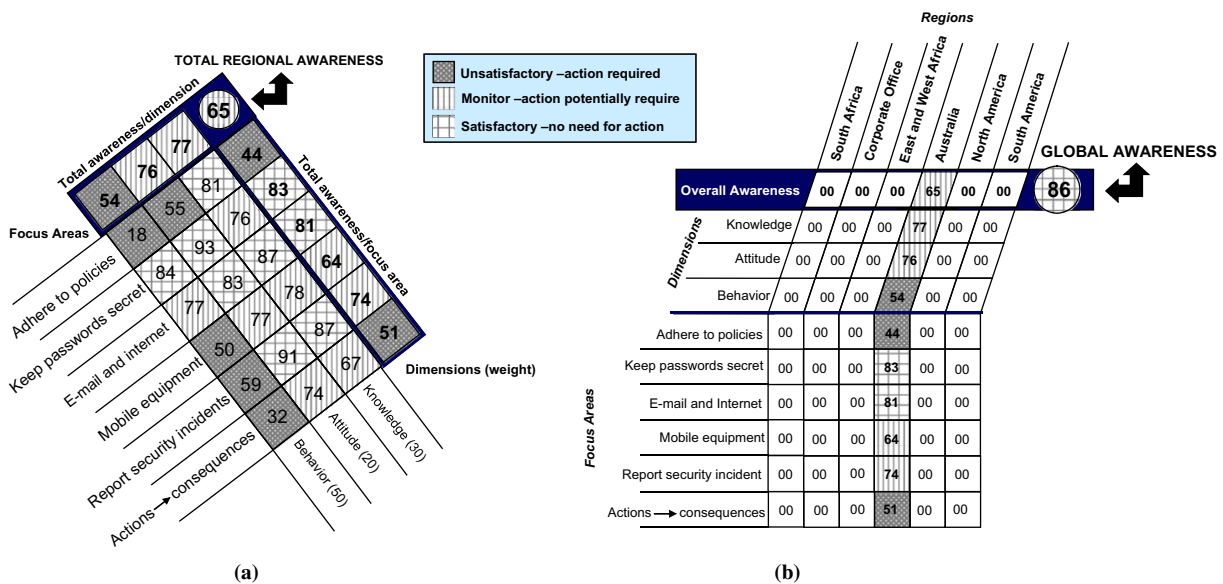 TOTAL REGIONAL AWARENESS
65
Total awareness/dimension
54 76 77
44
83
81
64
74
51
Total awareness/focus area
Focus Areas
Adhere to policies 18 55 81
Keep passwords secret 84 93 76
E-mail and internet 77 83 87
Mobile equipment 50 77 78
Report security incidents 59 91 87
Actions → consequences 32 74 67
Dimensions (weight)
Behavior (50)
Attitude (20)
Knowledge (30)
(a)
Unsatisfactory –action required
Monitor –action potentially require
Satisfactory –no need for action
Regions
South Africa
Corporate Office
East and West Africa
Australia
North America
South America
GLOBAL AWARENESS
Overall Awareness 00 00 00 65 00 00 86
Dimensions
Knowledge 00 00 00 77 00 00
Attitude 00 00 00 76 00 00
Behavior 00 00 00 54 00 00
Focus Areas
Adhere to policies 00 00 00 44 00 00
Keep passwords secret 00 00 00 83 00 00
E-mail and Internet 00 00 00 81 00 00
Mobile equipment 00 00 00 64 00 00
Report security incident 00 00 00 74 00 00
Actions → consequences 00 00 00 51 00 00
(b)